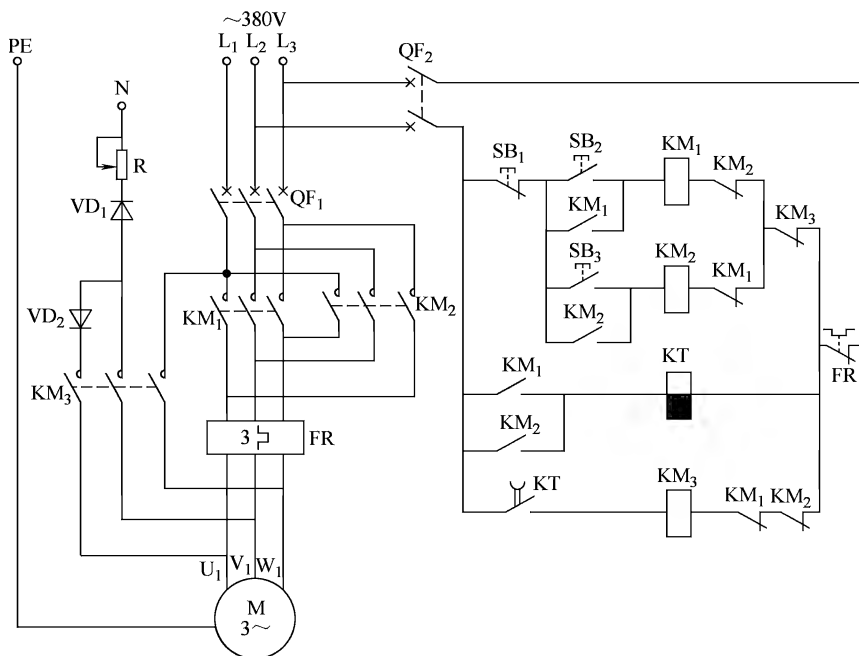 ～380V
PE
L₁ L₂ L₃
QF₂
N
SB₁
SB₂
KM₁
KM₂
R
VD₁
QF₁
KM₁
KM₃
SB₃
KM₂
KM₁
VD₂
KM₁
KM₂
KM₂
KM₁
KT
FR
KM₃
KM₂
3
FR
KT
KM₃
KM₁
KM₂
U₁
V₁
W₁
M
3～